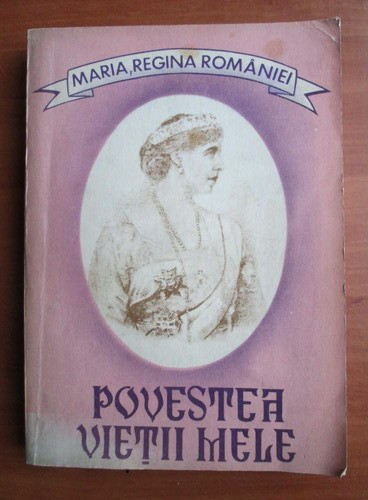 MARIA, REGINA ROMÂNIEI
POVESTEA
VIEȚII MELE